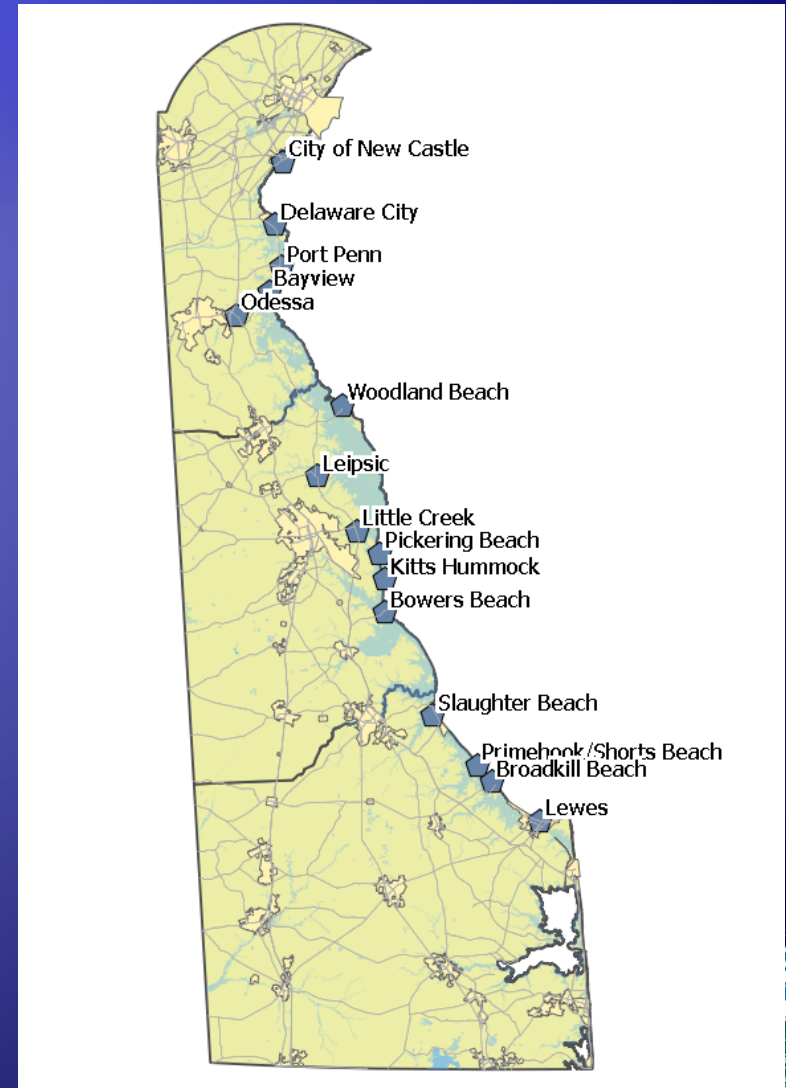 City of New Castle
Delaware City
Port Penn
Bayview
Odessa
Woodland Beach
Leipsic
Little Creek
Pickering Beach
Kitts Hummock
Bowers Beach
Slaughter Beach
Primehook/Shorts Beach
Broadkill Beach
Lewes